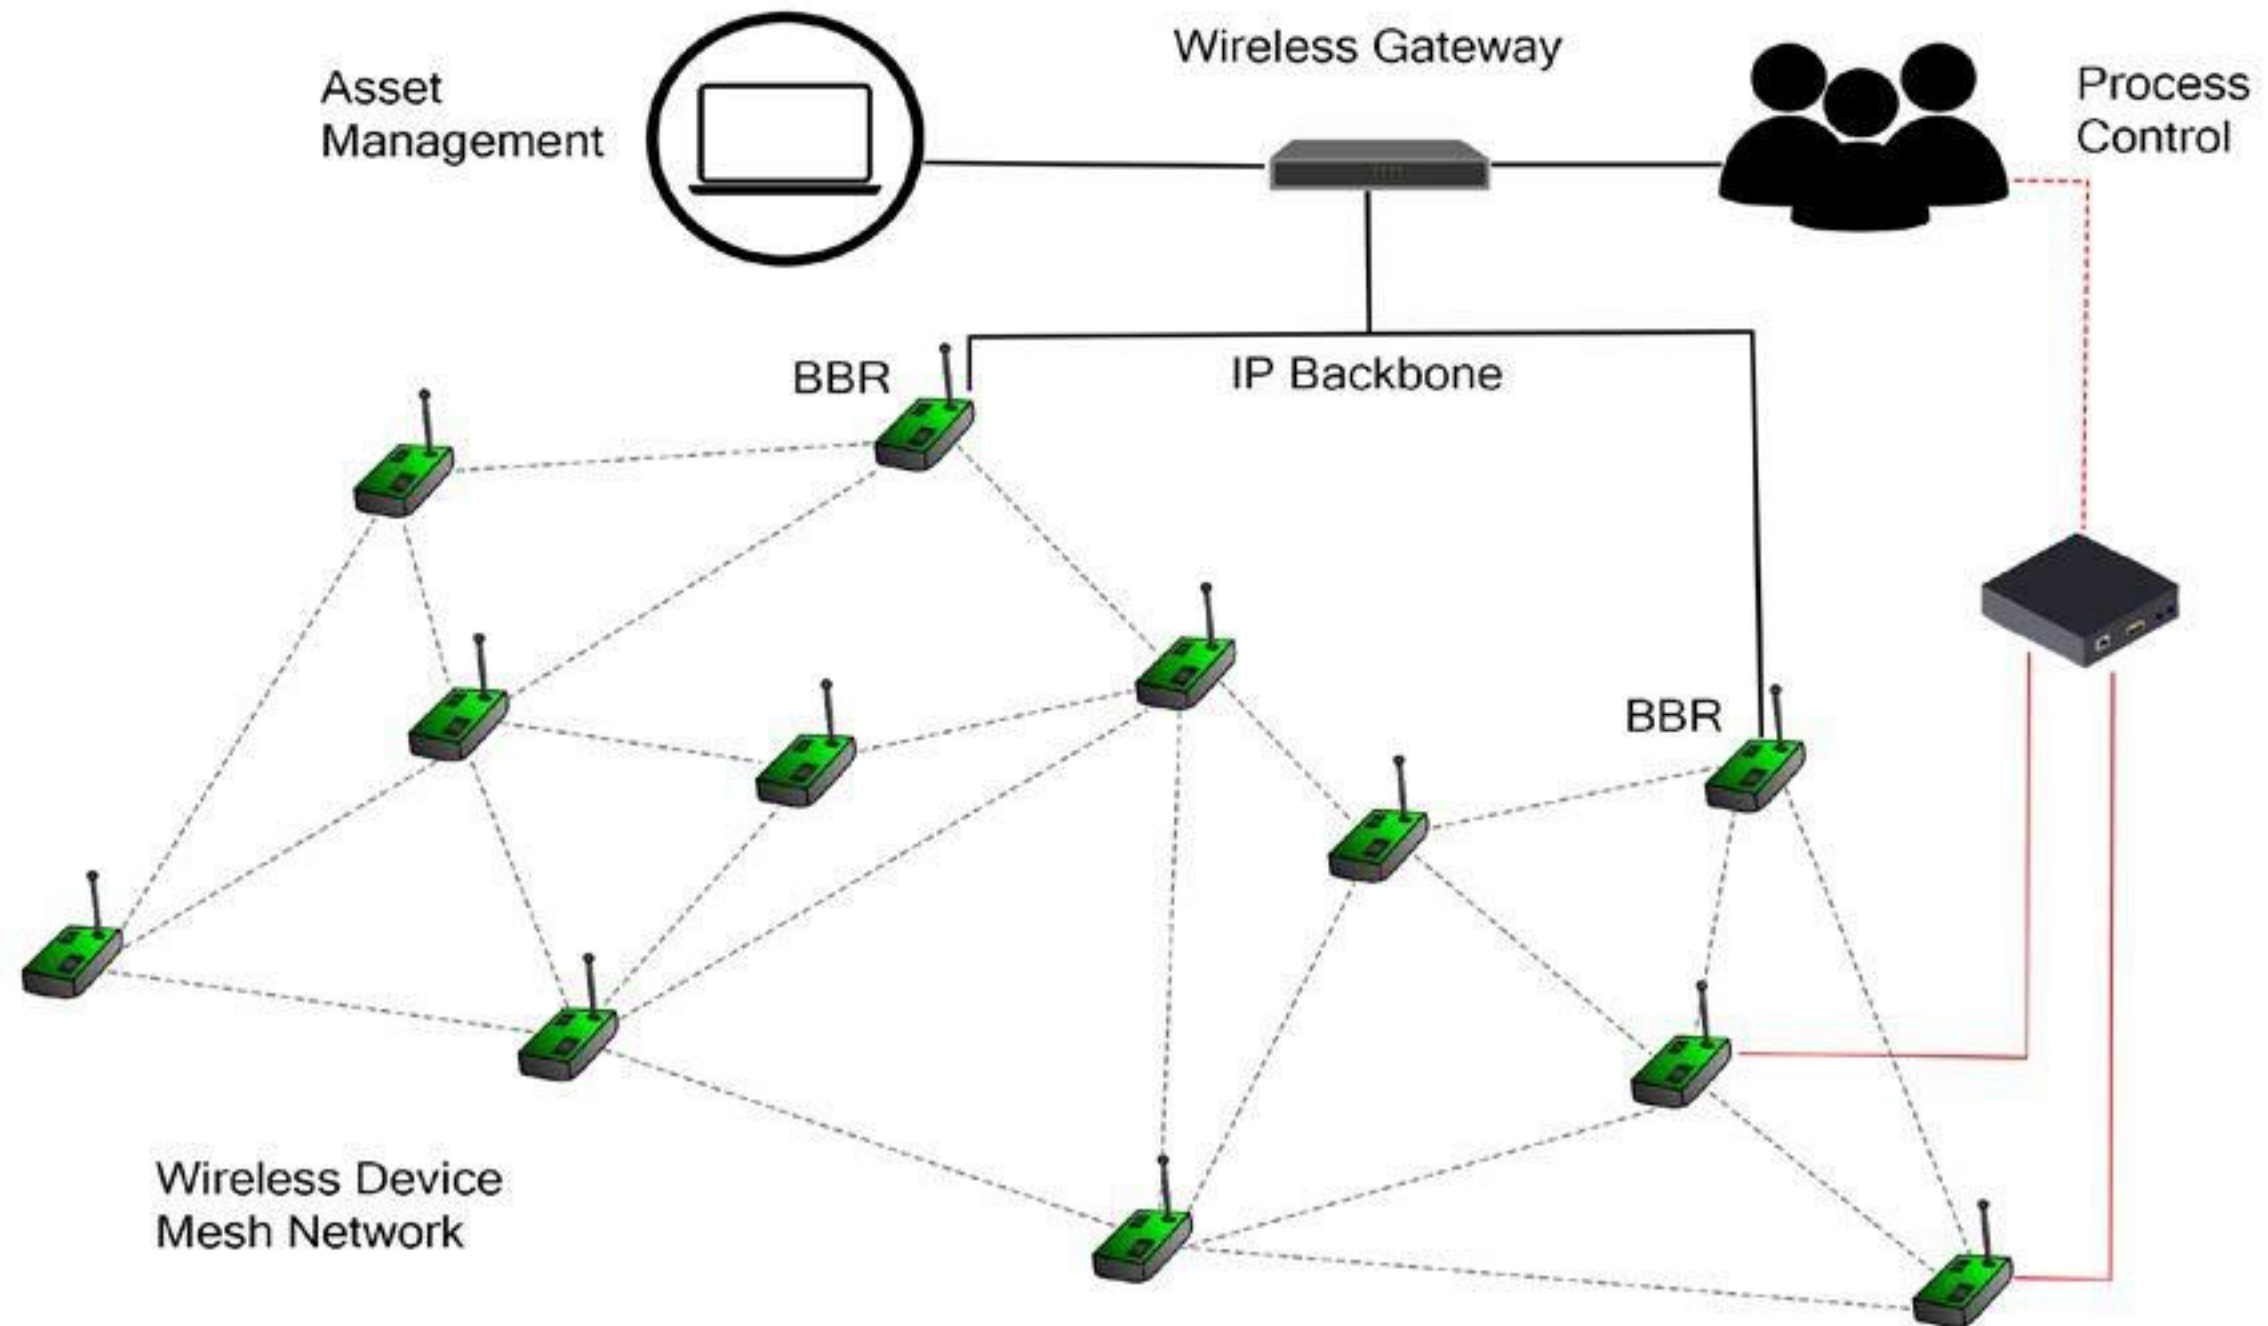 Asset
Management
Wireless Gateway
Process
Control
BBR
IP Backbone
BBR
Wireless Device
Mesh Network